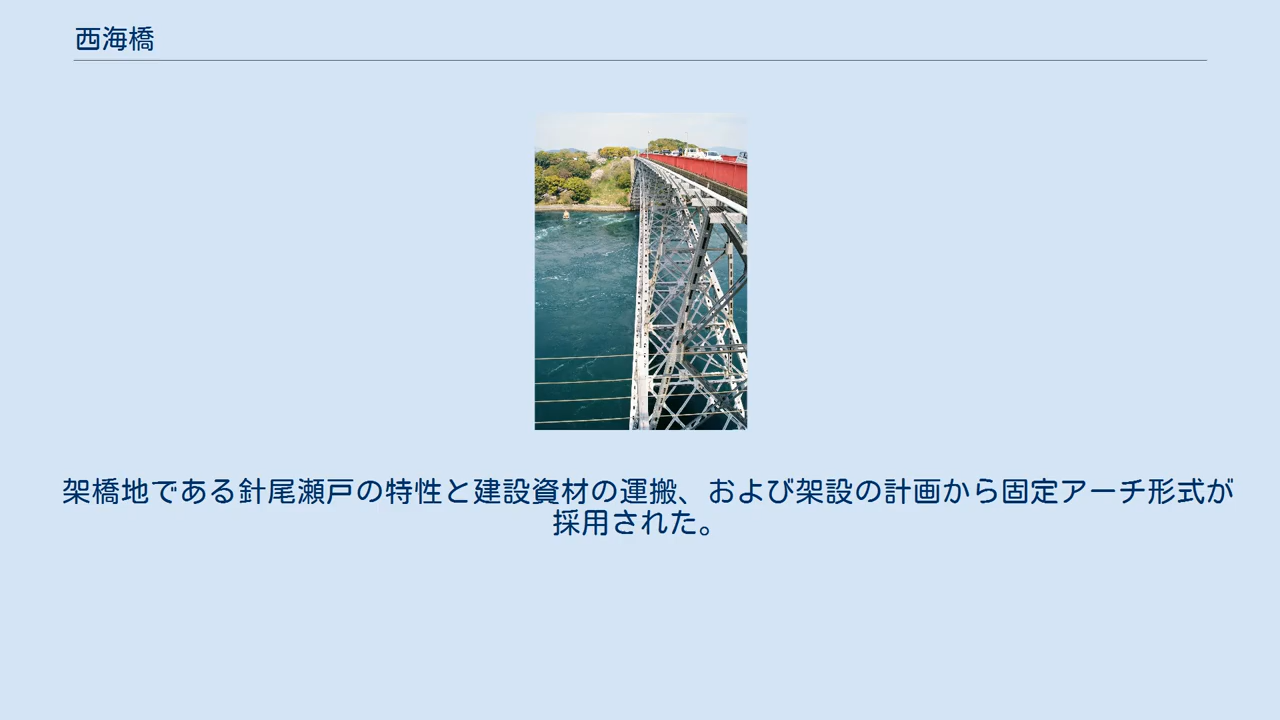 西海橋
架橋地である針尾瀬戸の特性と建設資材の運搬、および架設の計画から固定アーチ形式が
採用された。